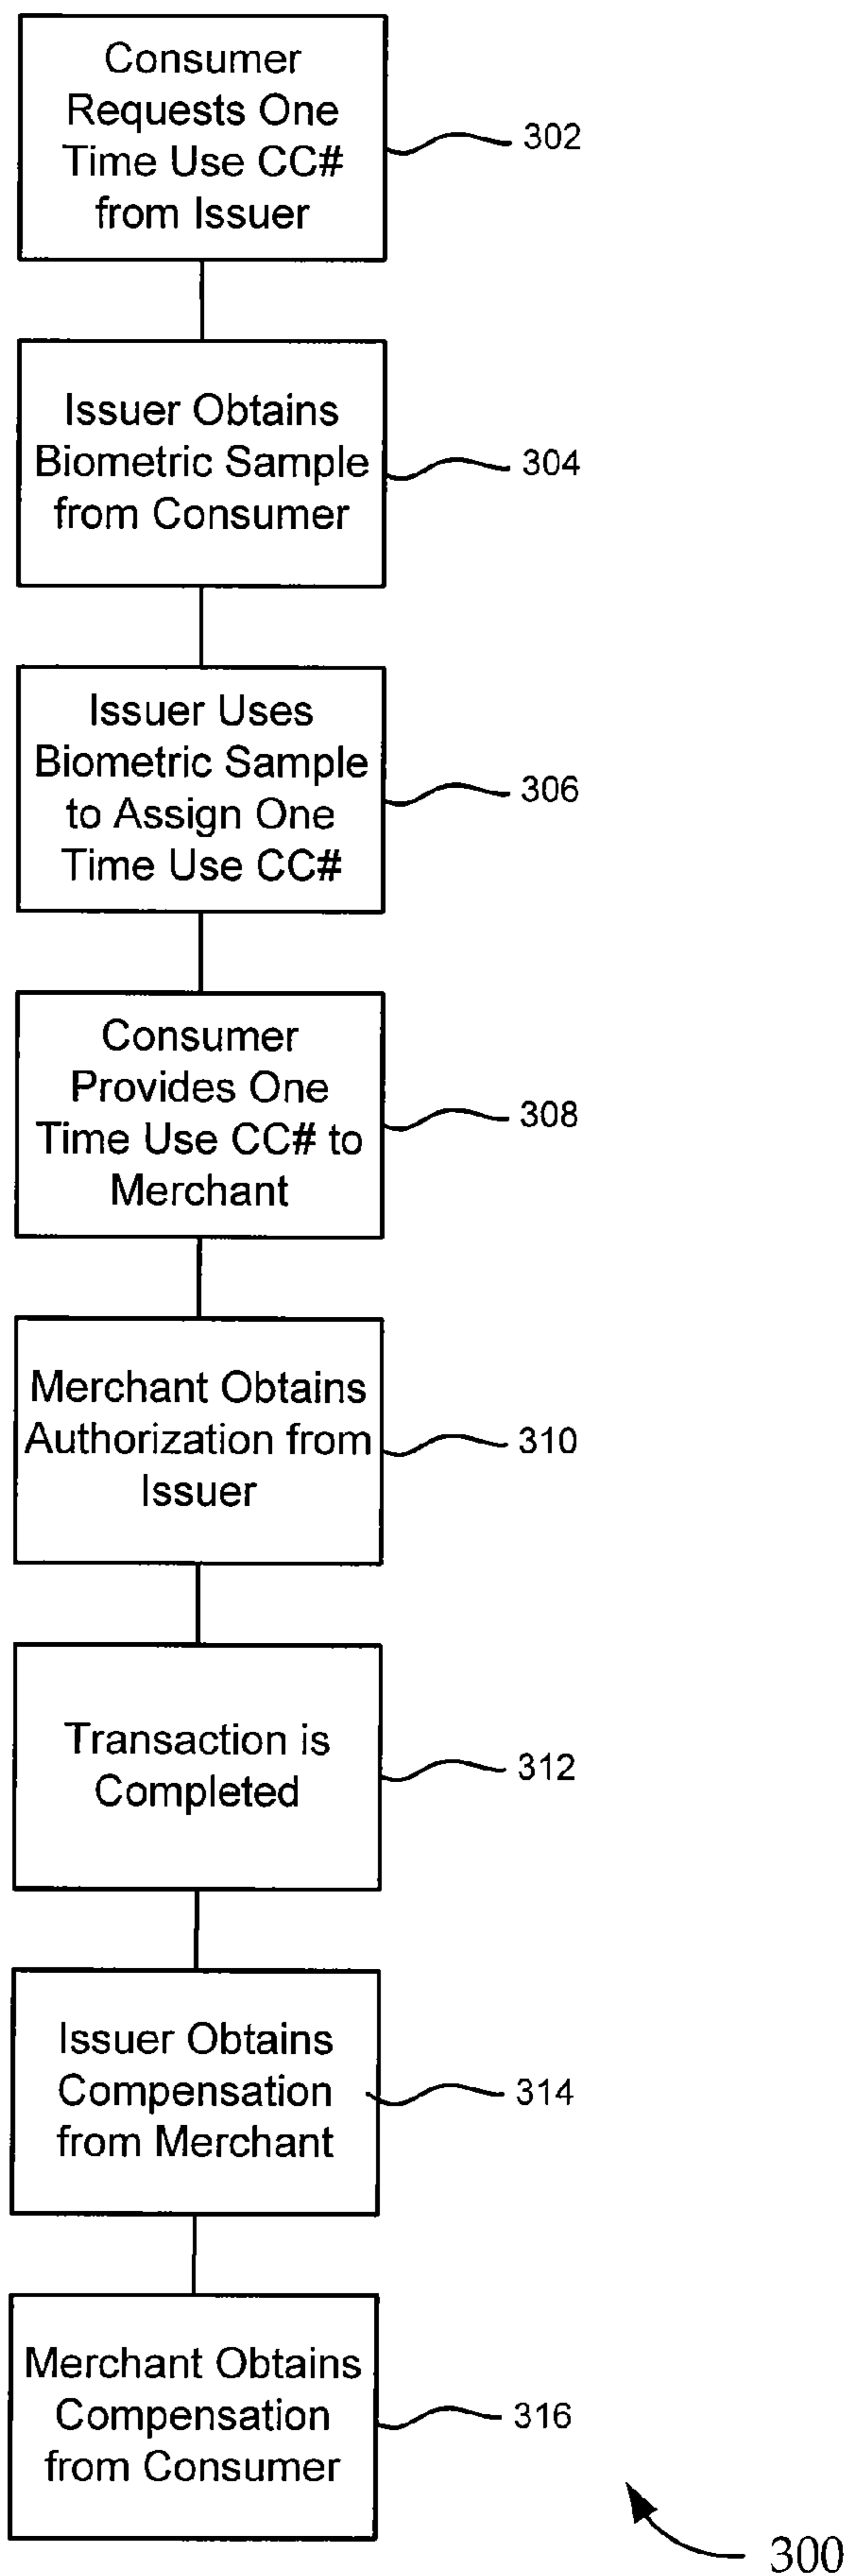 Consumer
Requests One
Time Use CC#
from Issuer
302
Issuer Obtains
Biometric Sample
from Consumer
304
Issuer Uses
Biometric Sample
to Assign One
Time Use CC#
306
Consumer
Provides One
Time Use CC# to
Merchant
308
Merchant Obtains
Authorization from
Issuer
310
Transaction is
Completed
312
Issuer Obtains
Compensation
from Merchant
314
Merchant Obtains
Compensation
from Consumer
316
300